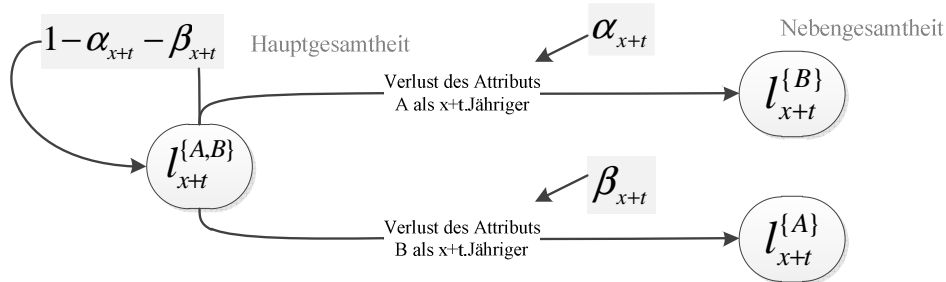 1−α_{x+t} − β_{x+t}
Hauptgesamtheit
α_{x+t}
Nebengesamtheit
Verlust des Attributs
A als x+t.Jähriger
l_{x+t}^{\{B\}}
l_{x+t}^{\{A,B\}}
β_{x+t}
Verlust des Attributs
B als x+t.Jähriger
l_{x+t}^{\{A\}}